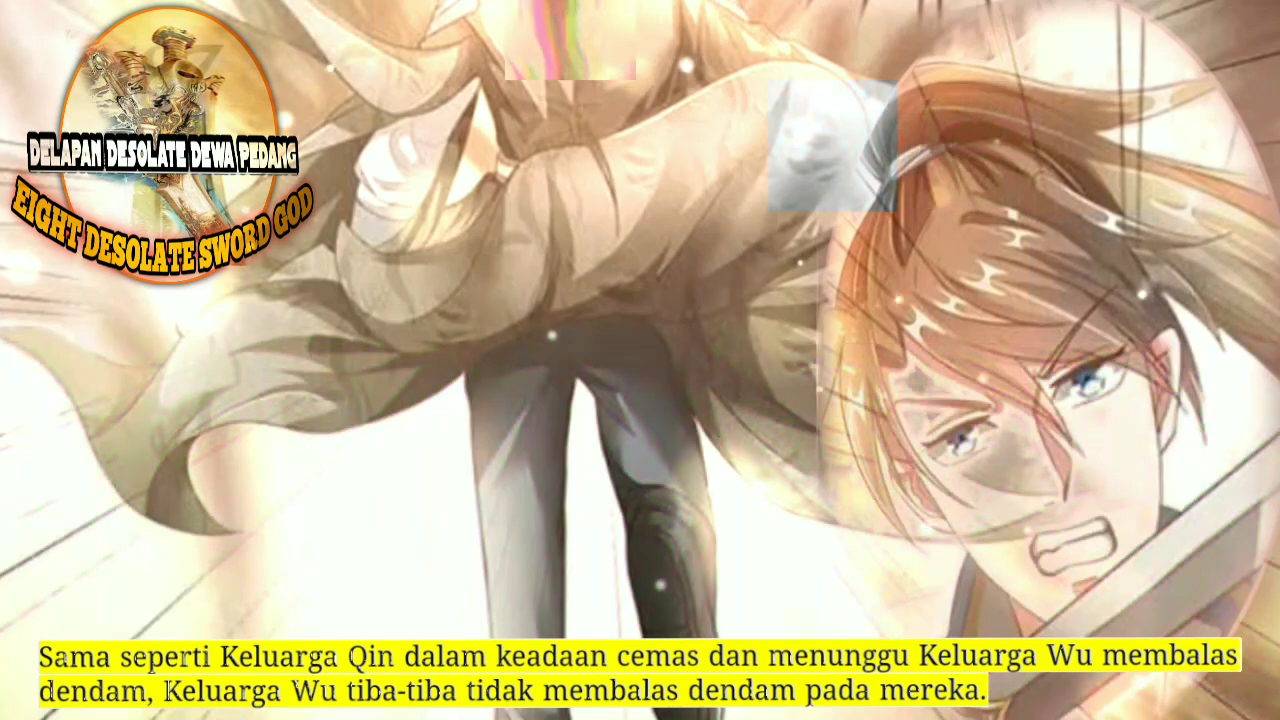 DELAPAN DESOLATE DEWA PEDANG
EIGHT DESOLATE SWORD GOD
Sama seperti Keluarga Qin dalam keadaan cemas dan menunggu Keluarga Wu membalas
dendam, Keluarga Wu tiba-tiba tidak membalas dendam pada mereka.